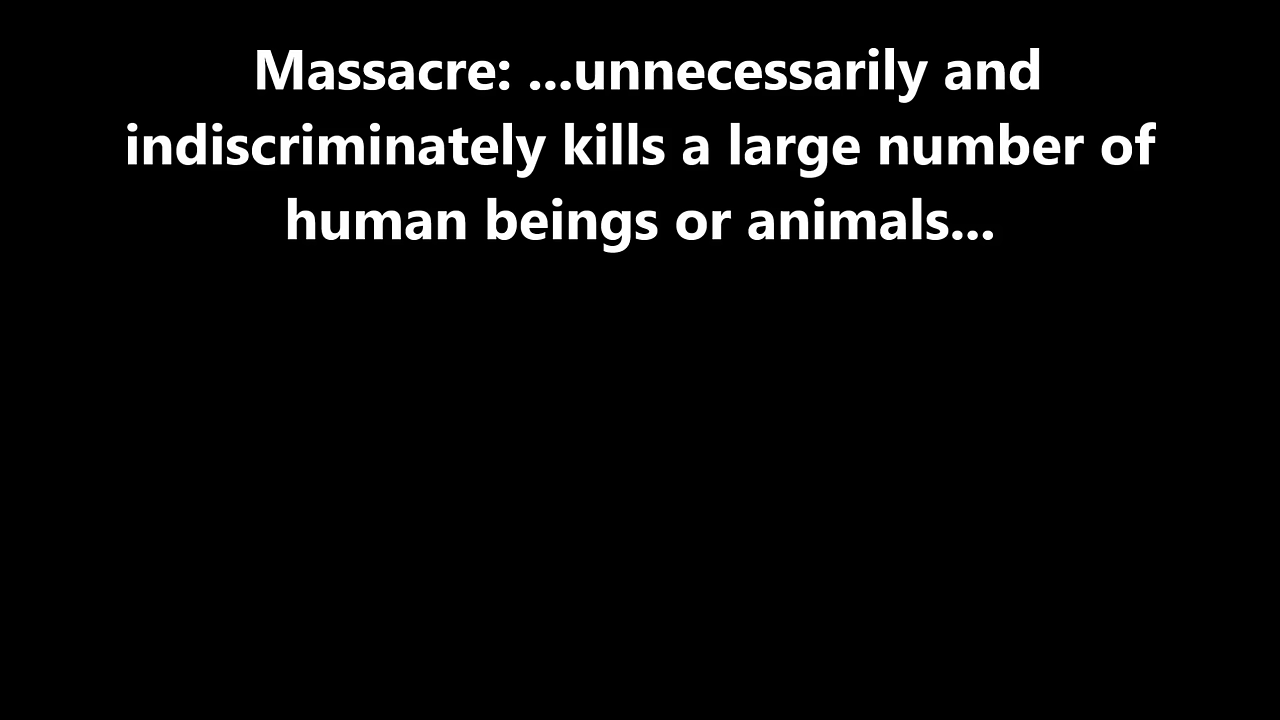 Massacre: ...unnecessarily and
indiscriminately kills a large number of
human beings or animals...